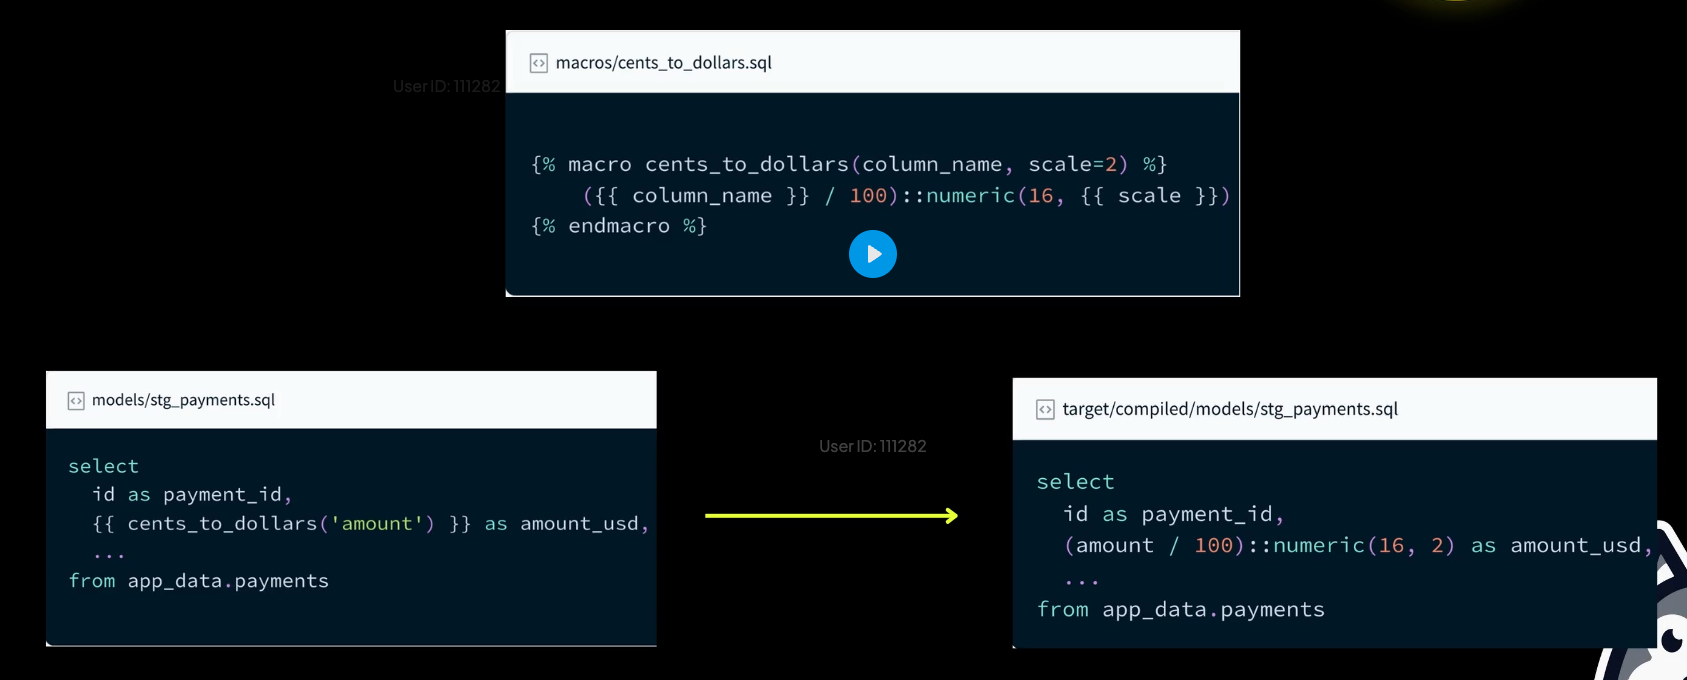 macros/cents_to_dollars.sql
User ID: 111282
{% macro cents_to_dollars(column_name, scale=2) %}
({{ column_name }} / 100)::numeric(16, {{ scale }})
{% endmacro %}
models/stg_payments.sql
select
id as payment_id,
{{ cents_to_dollars('amount') }} as amount_usd,
...
from app_data.payments
User ID: 111282
target/compiled/models/stg_payments.sql
select
id as payment_id,
(amount / 100)::numeric(16, 2) as amount_usd,
...
from app_data.payments